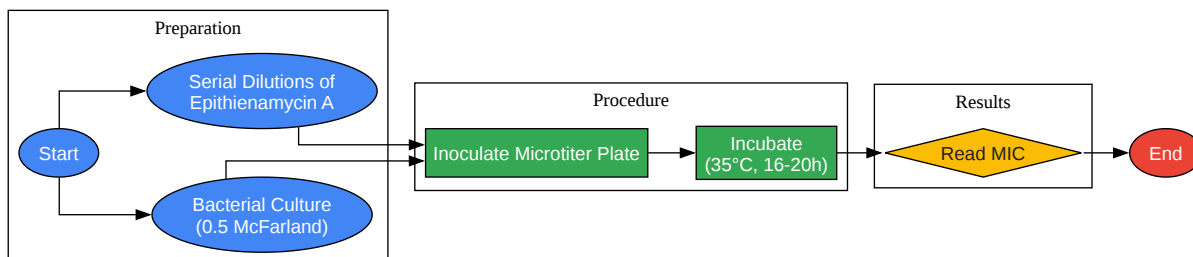 Preparation
Start
Serial Dilutions of
Epithienamycin A
Bacterial Culture
(0.5 McFarland)
Procedure
Inoculate Microtiter Plate
Incubate
(35°C, 16-20h)
Results
Read MIC
End